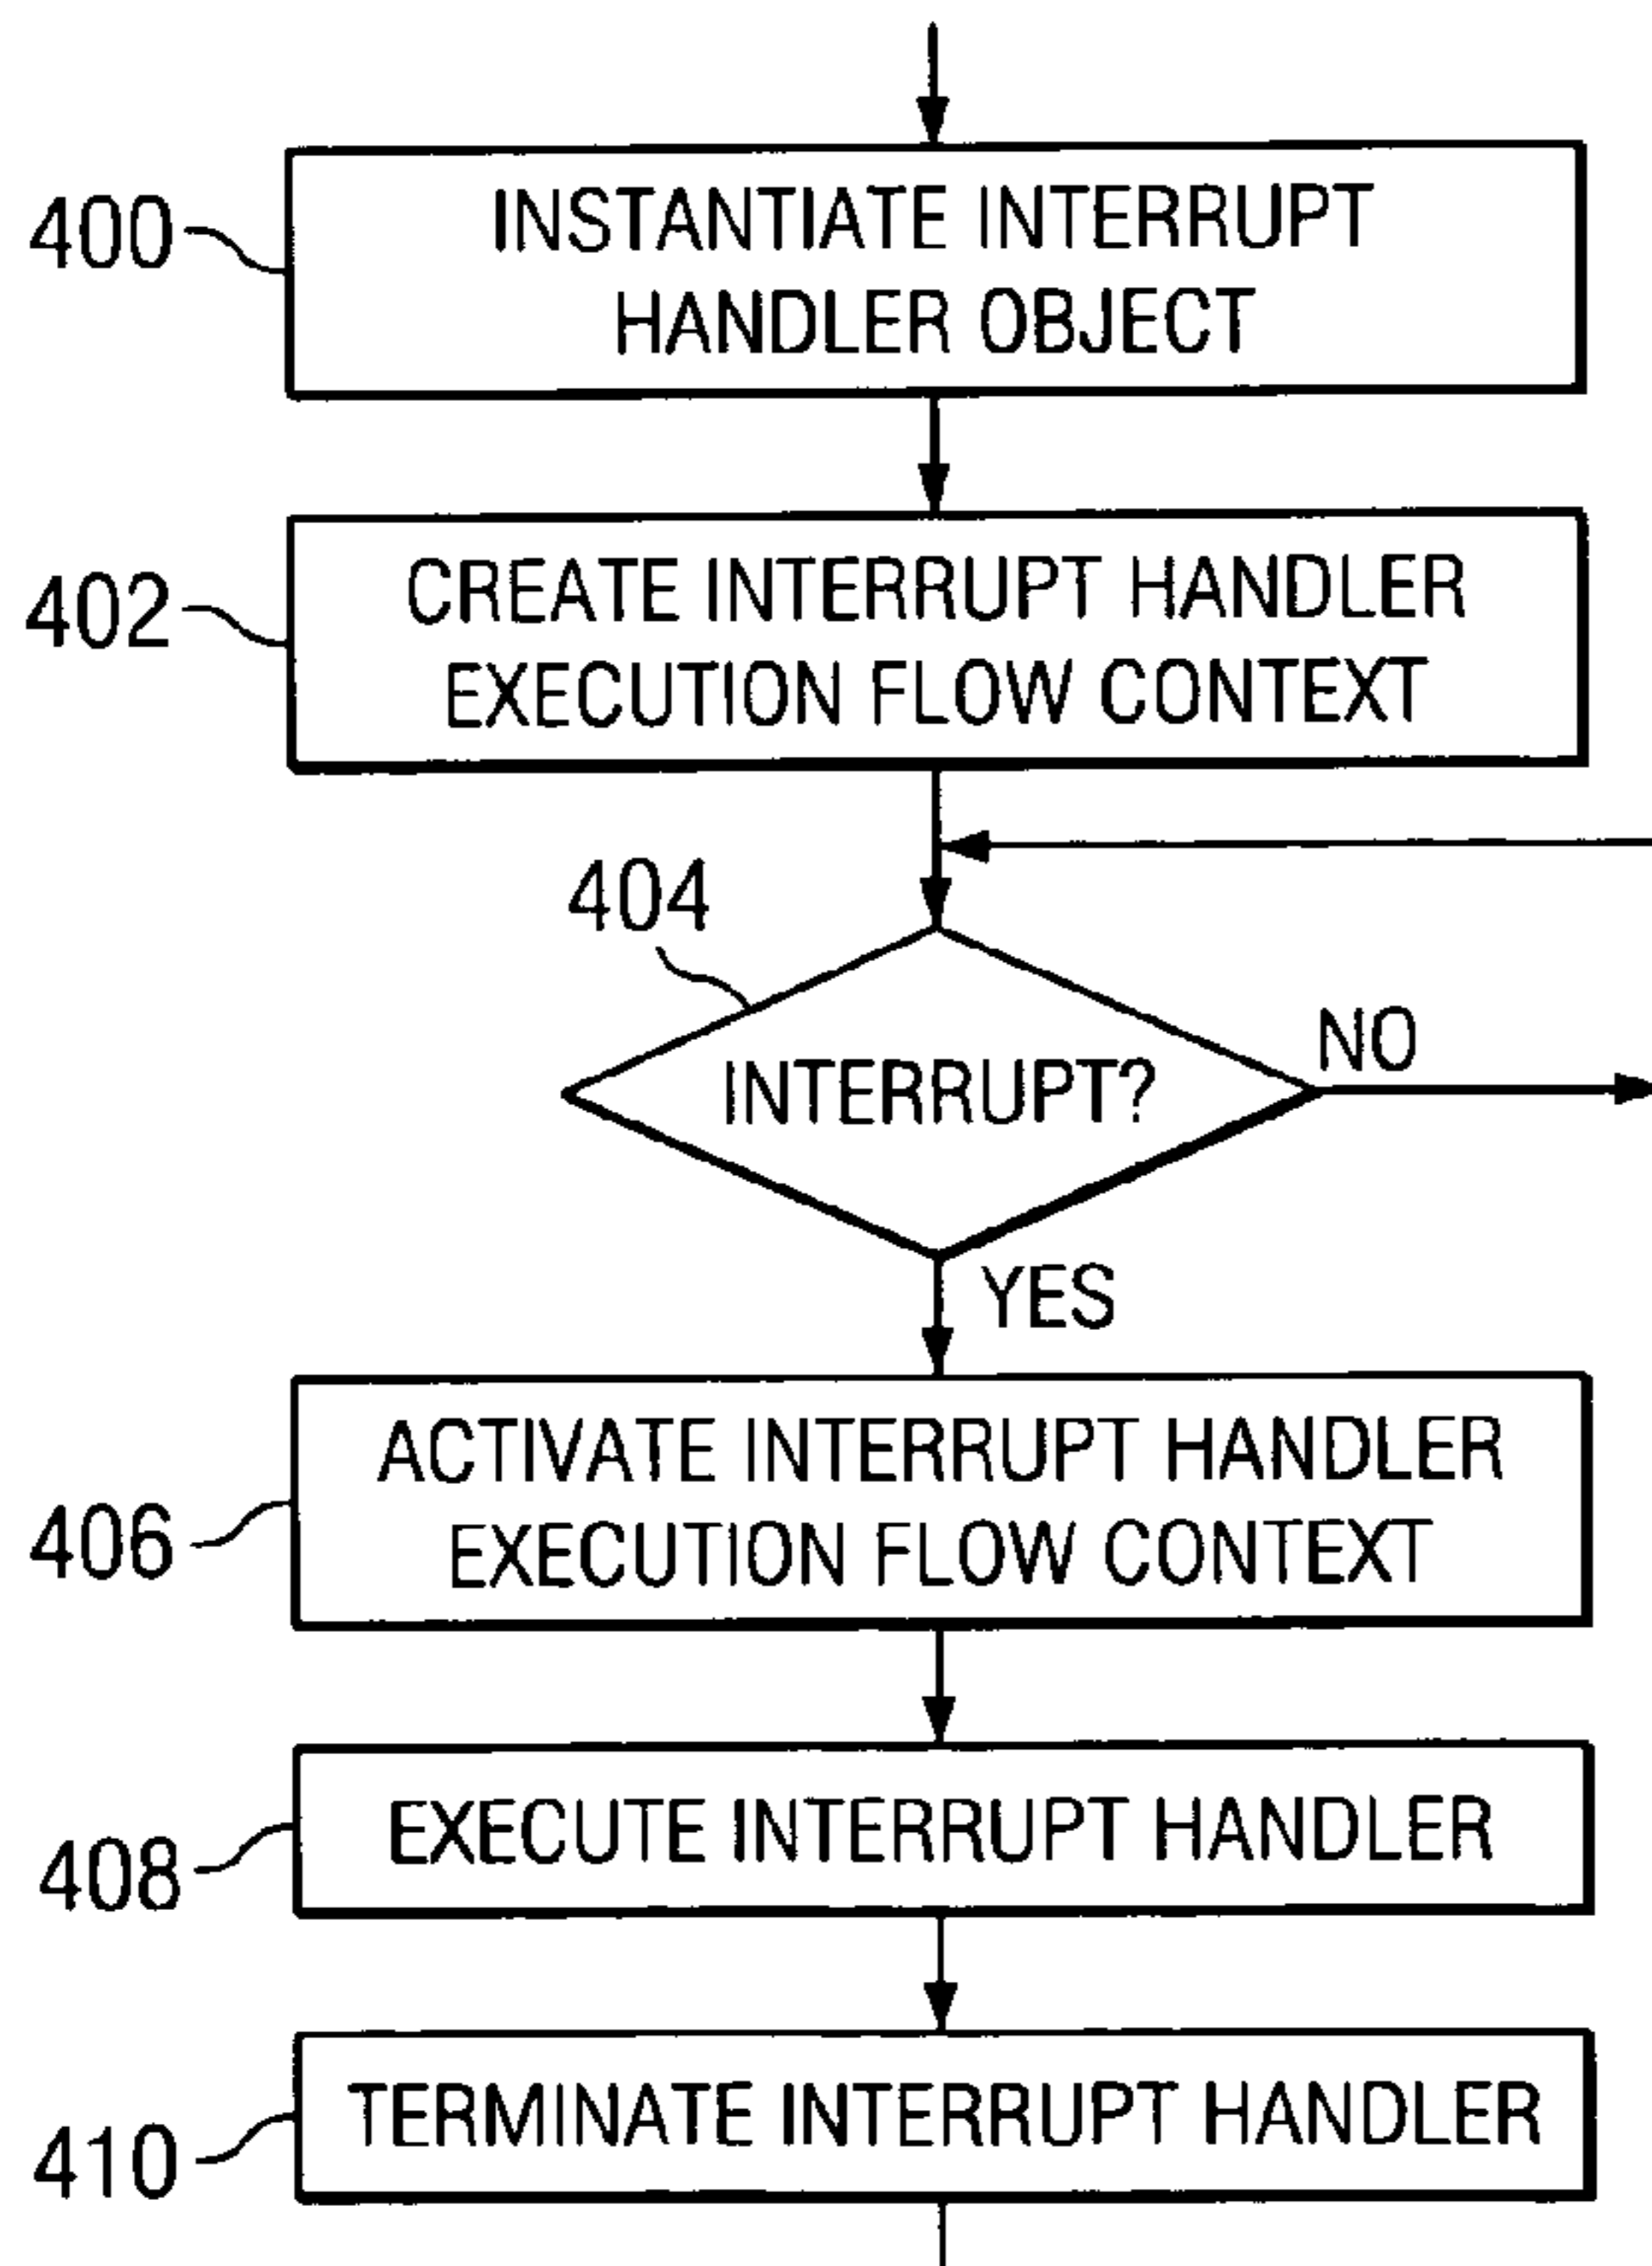 400
INSTANTIATE INTERRUPT
HANDLER OBJECT
402
CREATE INTERRUPT HANDLER
EXECUTION FLOW CONTEXT
404
INTERRUPT?
NO
YES
406
ACTIVATE INTERRUPT HANDLER
EXECUTION FLOW CONTEXT
408
EXECUTE INTERRUPT HANDLER
410
TERMINATE INTERRUPT HANDLER